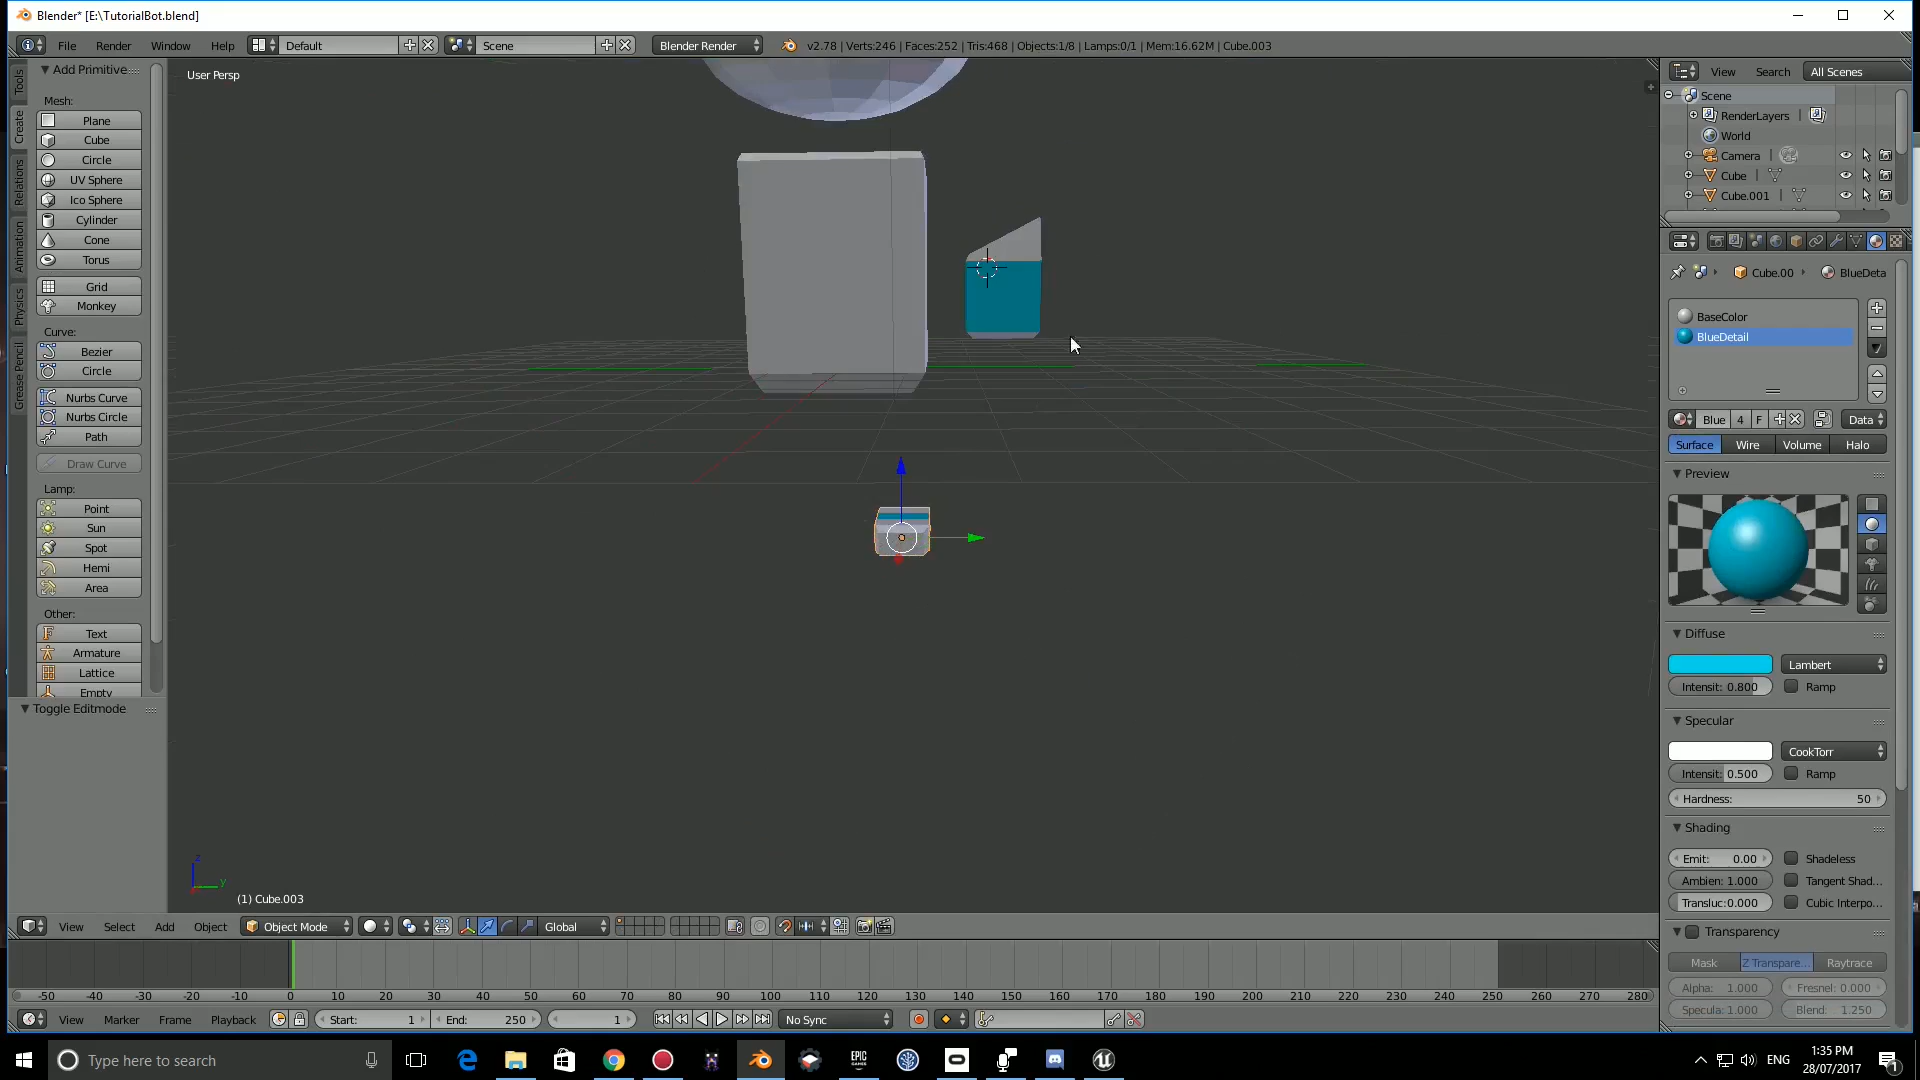 Blender* [E:\TutorialBot.blend]
File Render Window Help Default Scene Blender Render v2.78 | Verts:246 | Faces:252 | Tris:468 | Objects:1/8 | Lamps:0/1 | Mem:16.62M | Cube.003
Add Primitive
Mesh:
Plane
Cube
Circle
UV Sphere
Ico Sphere
Cylinder
Cone
Torus
Grid
Monkey
Curve:
Bezier
Circle
Nurbs Curve
Nurbs Circle
Path
Draw Curve
Lamp:
Point
Sun
Spot
Hemi
Area
Other:
Text
Armature
Lattice
Empty
Toggle Editmode
Tools
Create
Relations
Animation
Physics
Grease Pencil
User Persp
z
y
(1) Cube.003
View Search All Scenes
Scene
RenderLayers
World
Camera
Cube
Cube.001
Cube.00 BlueDeta
BaseColor
BlueDetail
Blue 4 F Data
Surface Wire Volume Halo
Preview
Diffuse
Lambert
Intensit: 0.800 Ramp
Specular
CookTorr
Intensit: 0.500 Ramp
Hardness: 50
Shading
Emit: 0.00 Shadeless
Ambien: 1.000 Tangent Shad...
Transluc:0.000 Cubic Interpo...
Transparency
Mask Z Transpare... Raytrace
Alpha: 1.000 Fresnel: 0.000
Specula: 1.000 Blend: 1.250
View Select Add Object Object Mode Global
-50 -40 -30 -20 -10 0 10 20 30 40 50 60 70 80 90 100 110 120 130 140 150 160 170 180 190 200 210 220 230 240 250 260 270 280
View Marker Frame Playback Start: 1 End: 250 1 No Sync
Type here to search
EPIC GAMES
ENG
1:35 PM
28/07/2017
1